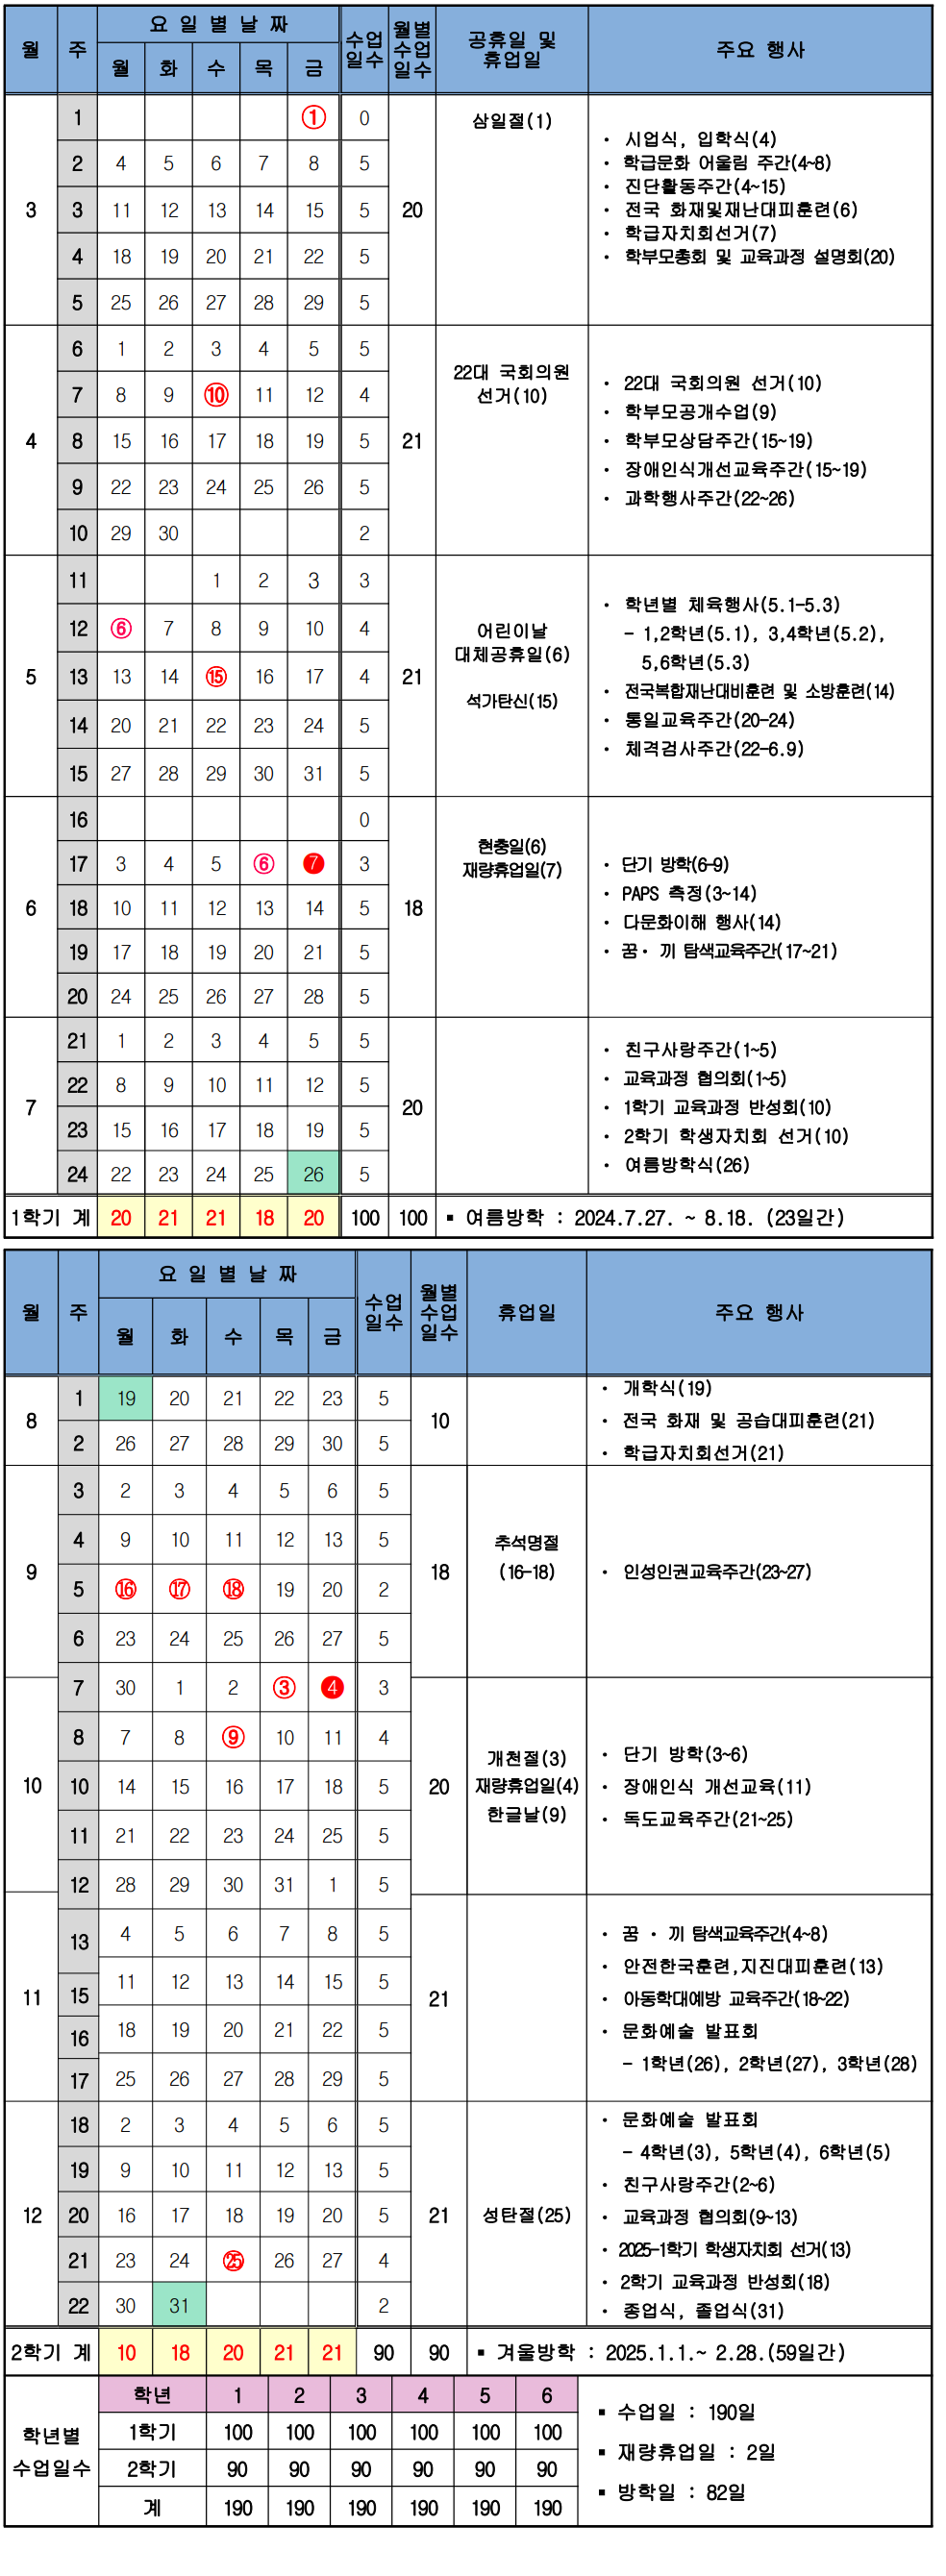 월 주 요 일 별 날 짜 수업일수 월별수업일수 공휴일 및 휴업일 주요 행사
월 화 수 목 금
3 20
1 ① 0
2 4 5 6 7 8 5
3 11 12 13 14 15 5
4 18 19 20 21 22 5
5 25 26 27 28 29 5
삼일절(1)
· 시업식, 입학식(4)
· 학급문화 어울림 주간(4~8)
· 진단활동주간(4~15)
· 전국 화재및재난대피훈련(6)
· 학급자치회선거(7)
· 학부모총회 및 교육과정 설명회(20)
4 21
6 1 2 3 4 5 5
7 8 9 ⑩ 11 12 4
8 15 16 17 18 19 5
9 22 23 24 25 26 5
10 29 30 2
22대 국회의원
선거(10)
· 22대 국회의원 선거(10)
· 학부모공개수업(9)
· 학부모상담주간(15~19)
· 장애인식개선교육주간(15~19)
· 과학행사주간(22~26)
5 21
11 1 2 3 3
12 ⑥ 7 8 9 10 4
13 13 14 ⑮ 16 17 4
14 20 21 22 23 24 5
15 27 28 29 30 31 5
어린이날
대체공휴일(6)
석가탄신(15)
· 학년별 체육행사(5.1-5.3)
- 1,2학년(5.1), 3,4학년(5.2),
5,6학년(5.3)
· 전국복합재난대비훈련 및 소방훈련(14)
· 통일교육주간(20-24)
· 체격검사주간(22-6.9)
6 18
16 0
17 3 4 5 ⑥ ❼ 3
18 10 11 12 13 14 5
19 17 18 19 20 21 5
20 24 25 26 27 28 5
현충일(6)
재량휴업일(7)
· 단기 방학(6-9)
· PAPS 측정(3~14)
· 다문화이해 행사(14)
· 꿈· 끼 탐색교육주간(17~21)
7 20
21 1 2 3 4 5 5
22 8 9 10 11 12 5
23 15 16 17 18 19 5
24 22 23 24 25 26 5
· 친구사랑주간(1~5)
· 교육과정 협의회(1~5)
· 1학기 교육과정 반성회(10)
· 2학기 학생자치회 선거(10)
· 여름방학식(26)
1학기 계 20 21 21 18 20 100 100 ▪ 여름방학 : 2024.7.27. ~ 8.18. (23일간)
월 주 요 일 별 날 짜 수업일수 월별수업일수 휴업일 주요 행사
월 화 수 목 금
8 10
1 19 20 21 22 23 5
2 26 27 28 29 30 5
· 개학식(19)
· 전국 화재 및 공습대피훈련(21)
· 학급자치회선거(21)
9 18
3 2 3 4 5 6 5
4 9 10 11 12 13 5
5 ⑯ ⑰ ⑱ 19 20 2
6 23 24 25 26 27 5
추석명절
(16-18)
· 인성인권교육주간(23~27)
10 20
7 30 1 2 ③ ❹ 3
8 7 8 ⑨ 10 11 4
10 14 15 16 17 18 5
11 21 22 23 24 25 5
12 28 29 30 31 1 5
개천절(3)
재량휴업일(4)
한글날(9)
· 단기 방학(3~6)
· 장애인식 개선교육(11)
· 독도교육주간(21~25)
11 21
13 4 5 6 7 8 5
15 11 12 13 14 15 5
16 18 19 20 21 22 5
17 25 26 27 28 29 5
· 꿈 · 끼 탐색교육주간(4~8)
· 안전한국훈련,지진대피훈련(13)
· 아동학대예방 교육주간(18~22)
· 문화예술 발표회
- 1학년(26), 2학년(27), 3학년(28)
12 21
18 2 3 4 5 6 5
19 9 10 11 12 13 5
20 16 17 18 19 20 5
21 23 24 ㉕ 26 27 4
22 30 31 2
성탄절(25)
· 문화예술 발표회
- 4학년(3), 5학년(4), 6학년(5)
· 친구사랑주간(2~6)
· 교육과정 협의회(9~13)
· 2025-1학기 학생자치회 선거(13)
· 2학기 교육과정 반성회(18)
· 종업식, 졸업식(31)
2학기 계 10 18 20 21 21 90 90 ▪ 겨울방학 : 2025.1.1.~ 2.28.(59일간)
학년별
수업일수
학년 1 2 3 4 5 6
1학기 100 100 100 100 100 100
2학기 90 90 90 90 90 90
계 190 190 190 190 190 190
▪ 수업일 : 190일
▪ 재량휴업일 : 2일
▪ 방학일 : 82일